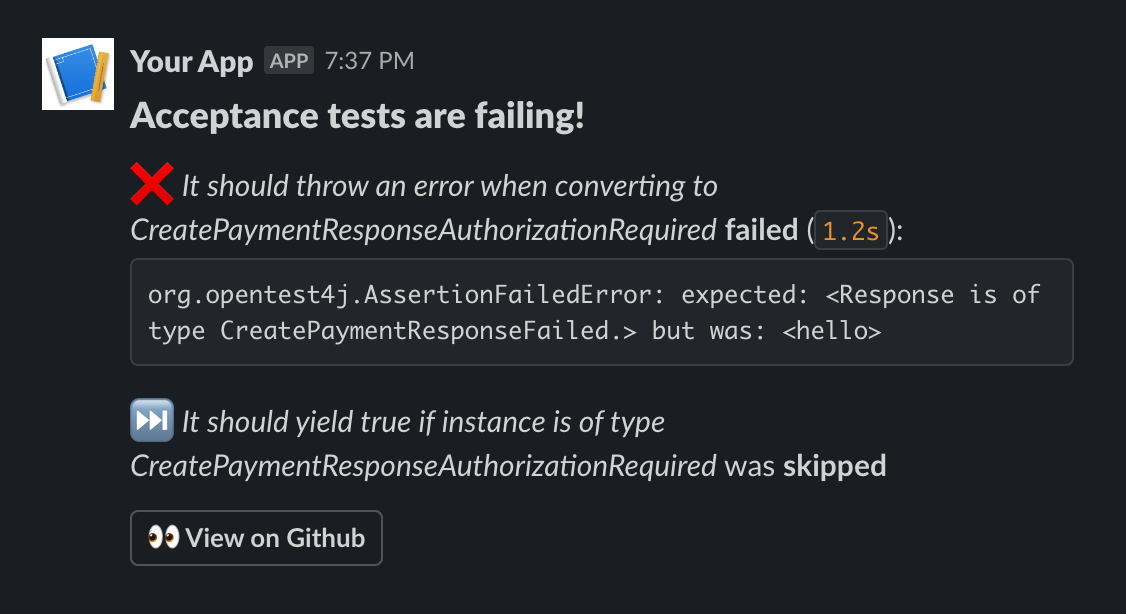 Your App APP 7:37 PM
Acceptance tests are failing!
❌ It should throw an error when converting to
CreatePaymentResponseAuthorizationRequired failed (1.2s):
org.opentest4j.AssertionFailedError: expected: <Response is of
type CreatePaymentResponseFailed.> but was: <hello>
⏭️ It should yield true if instance is of type
CreatePaymentResponseAuthorizationRequired was skipped
👀 View on Github